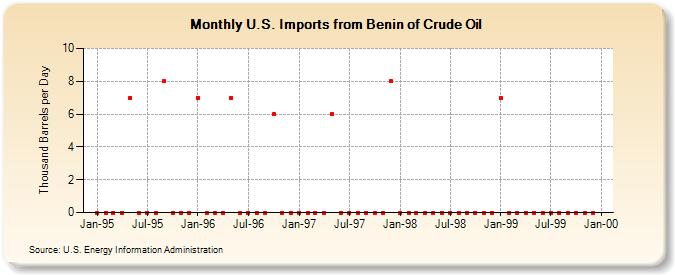 Monthly U.S. Imports from Benin of Crude Oil
Thousand Barrels per Day
10
8
6
4
2
0
Jan-95 Jul-95 Jan-96 Jul-96 Jan-97 Jul-97 Jan-98 Jul-98 Jan-99 Jul-99 Jan-00
Source: U.S. Energy Information Administration